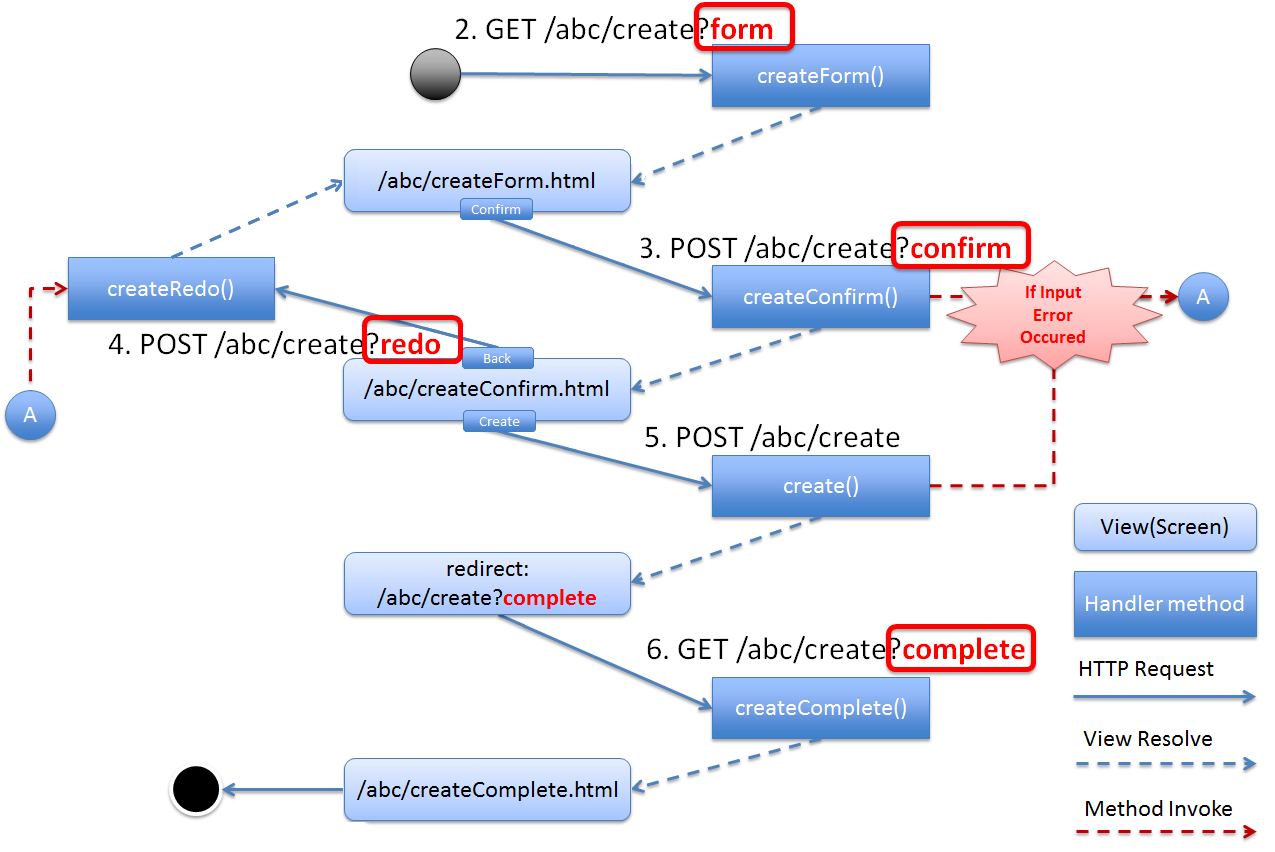 2. GET /abc/create?form
createForm()
/abc/createForm.html
Confirm
3. POST /abc/create?confirm
createConfirm()
If Input
Error
Occured
A
createRedo()
4. POST /abc/create?redo
Back
/abc/createConfirm.html
Create
A
5. POST /abc/create
create()
redirect:
/abc/create?complete
6. GET /abc/create?complete
createComplete()
/abc/createComplete.html
View(Screen)
Handler method
HTTP Request
View Resolve
Method Invoke